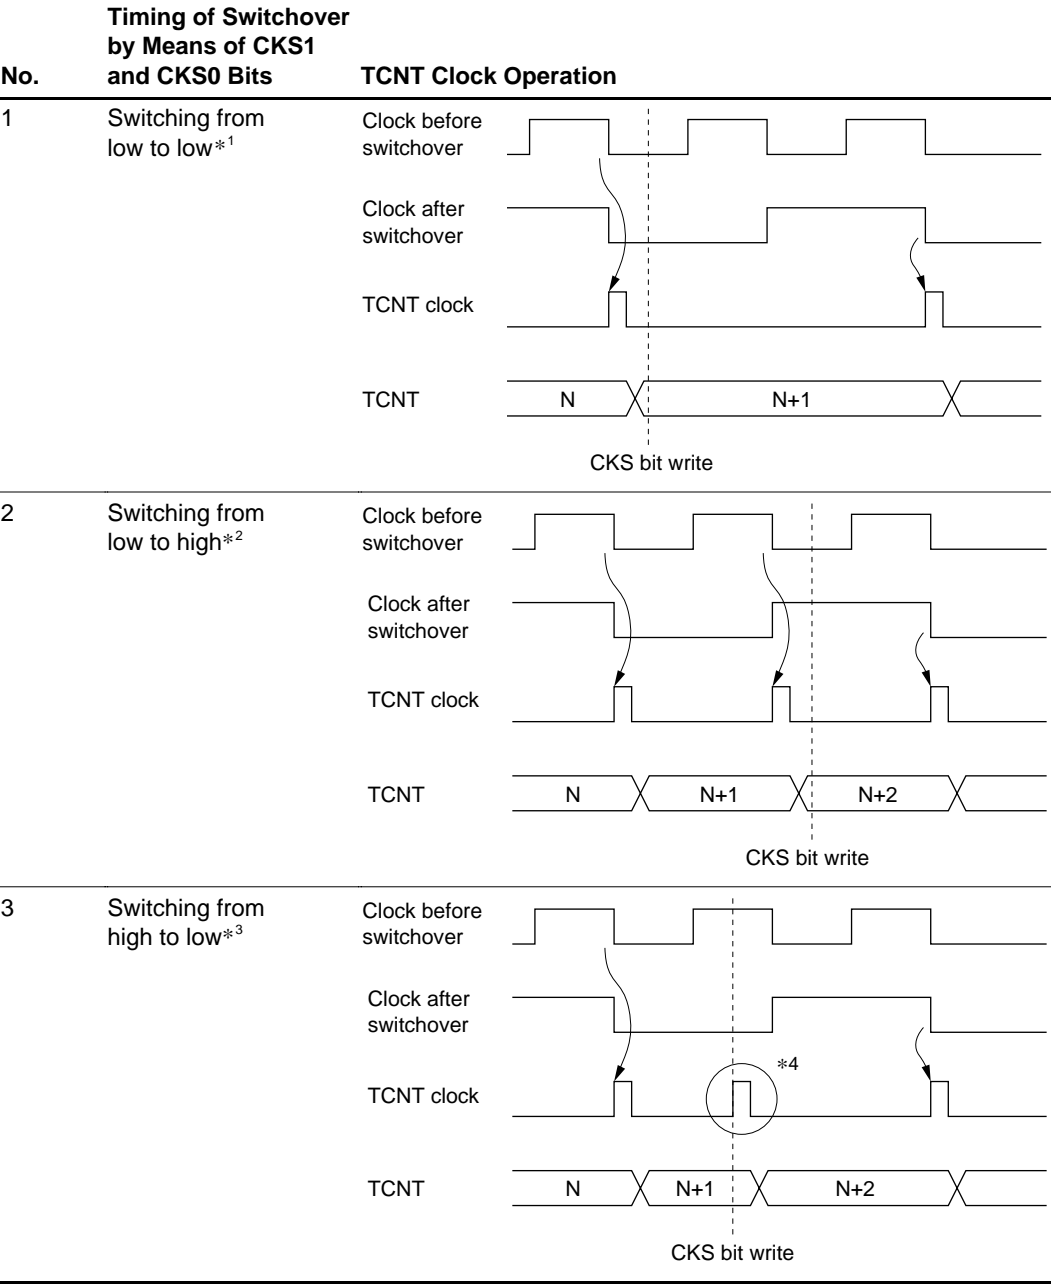 No. Timing of Switchover by Means of CKS1 and CKS0 Bits TCNT Clock Operation
1 Switching from low to low*1
Clock before switchover
Clock after switchover
TCNT clock
TCNT N N+1
CKS bit write
2 Switching from low to high*2
Clock before switchover
Clock after switchover
TCNT clock
TCNT N N+1 N+2
CKS bit write
3 Switching from high to low*3
Clock before switchover
Clock after switchover
*4
TCNT clock
TCNT N N+1 N+2
CKS bit write